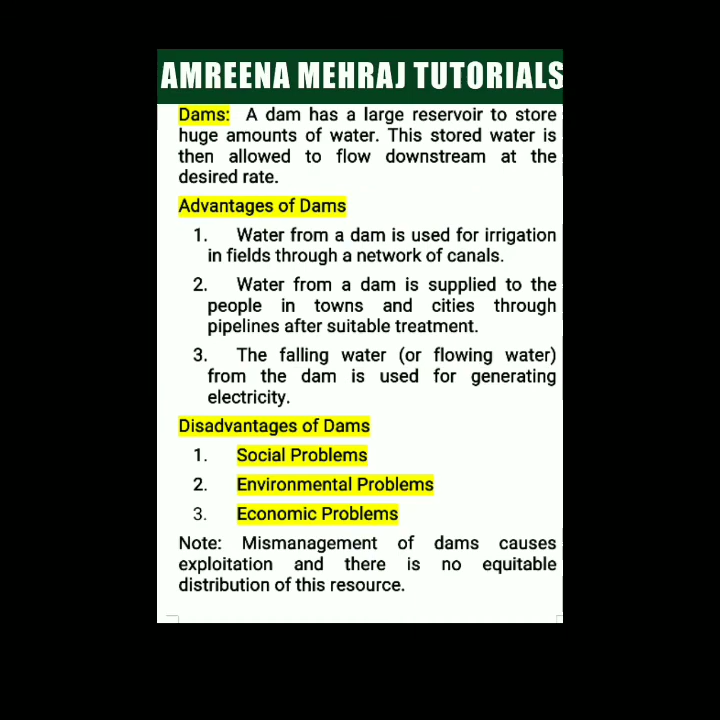 AMREENA MEHRAJ TUTORIALS
Dams: A dam has a large reservoir to store
huge amounts of water. This stored water is
then allowed to flow downstream at the
desired rate.
Advantages of Dams
1. Water from a dam is used for irrigation
in fields through a network of canals.
2. Water from a dam is supplied to the
people in towns and cities through
pipelines after suitable treatment.
3. The falling water (or flowing water)
from the dam is used for generating
electricity.
Disadvantages of Dams
1. Social Problems
2. Environmental Problems
3. Economic Problems
Note: Mismanagement of dams causes
exploitation and there is no equitable
distribution of this resource.